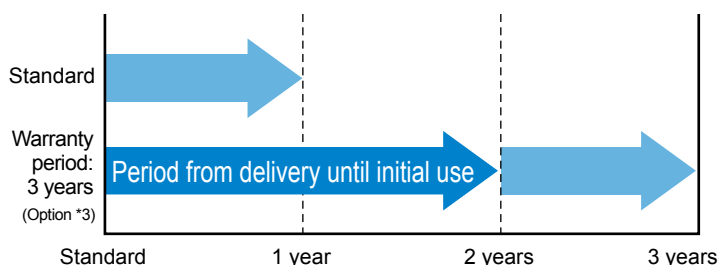 Standard
Warranty
period:
3 years
(Option *3)
Period from delivery until initial use
Standard
1 year
2 years
3 years